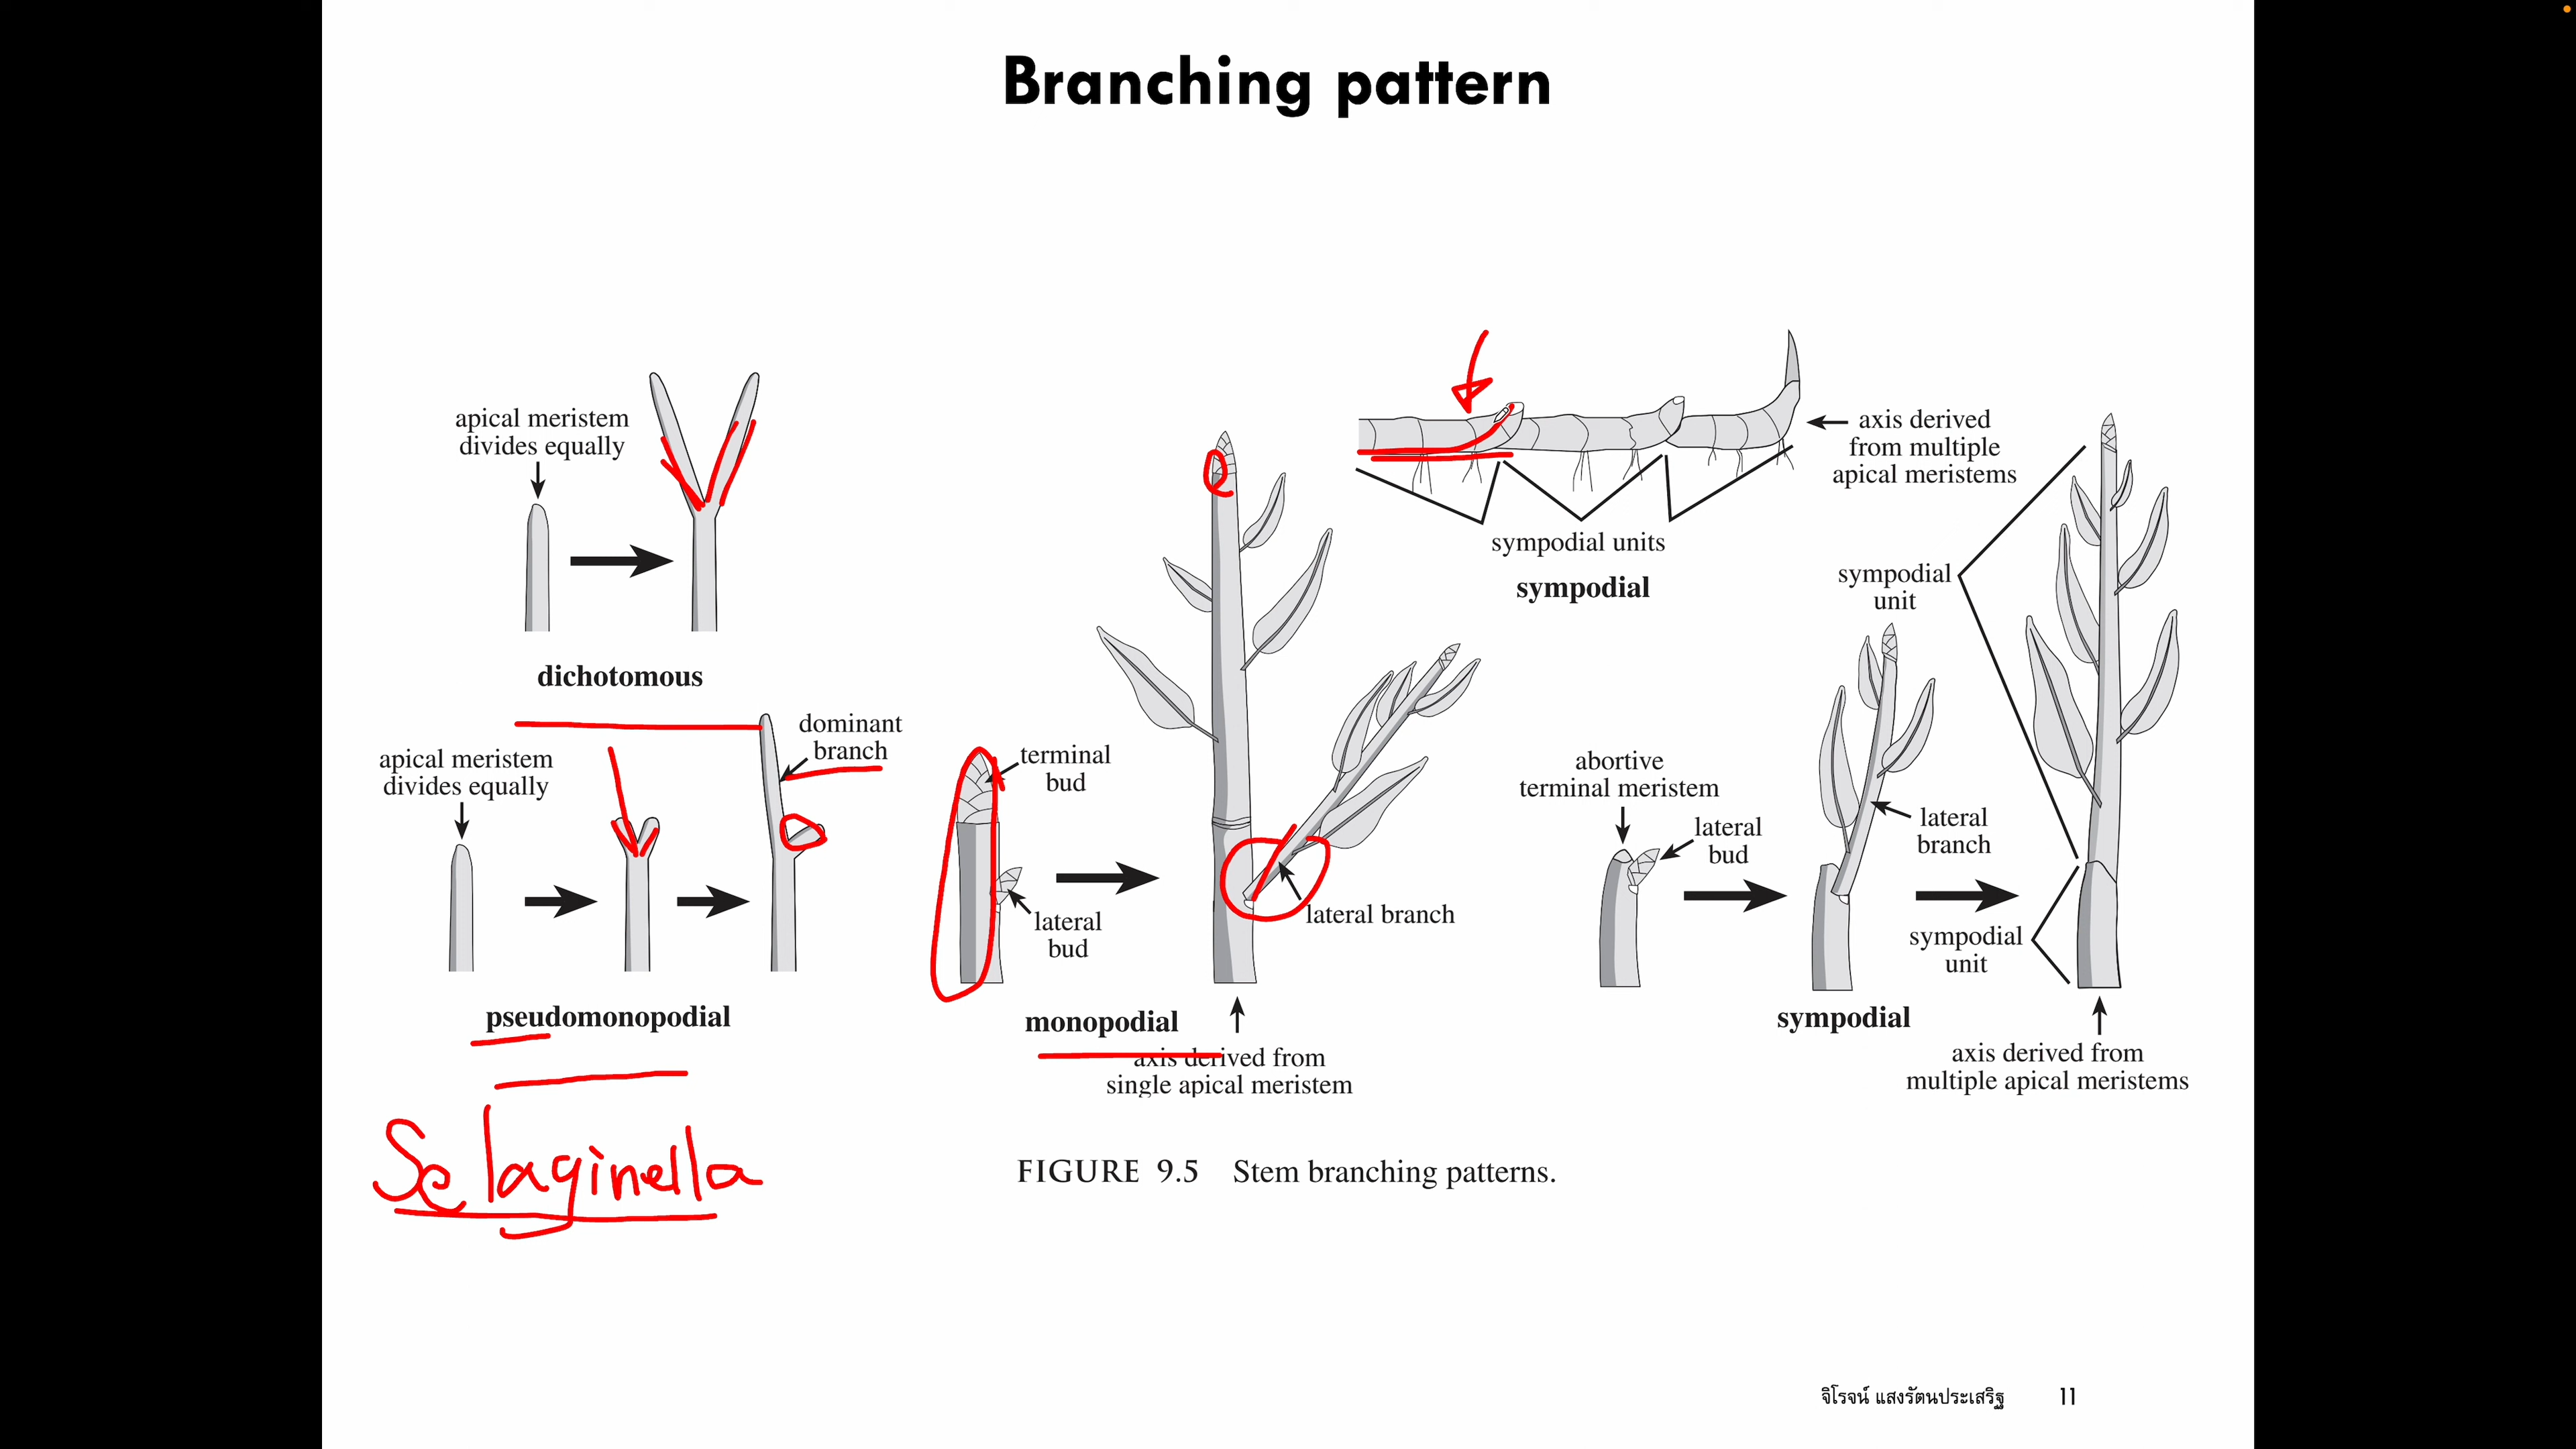 Branching pattern
apical meristem
divides equally
dichotomous
apical meristem
divides equally
dominant
branch
pseudomonopodial
Selaginella
terminal
bud
lateral
bud
lateral branch
monopodial
axis derived from
single apical meristem
axis derived
from multiple
apical meristems
sympodial units
sympodial
abortive
terminal meristem
lateral
bud
lateral
branch
sympodial
unit
sympodial
unit
sympodial
axis derived from
multiple apical meristems
FIGURE 9.5 Stem branching patterns.
จิโรจน์ แสงรัตนประเสริฐ 11